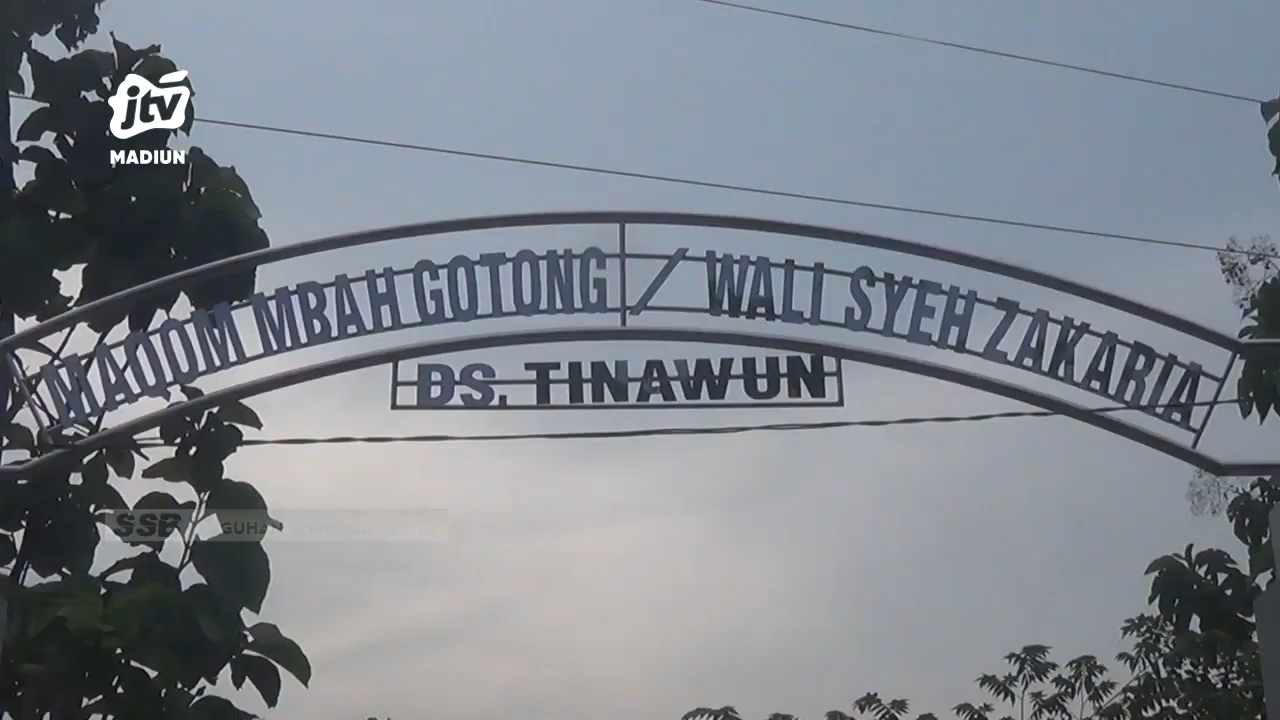 jtv
MADIUN
MAQOM MBAH GOTONG / WALI SYEH ZAKARIA
DS. TINAWUN
SSB